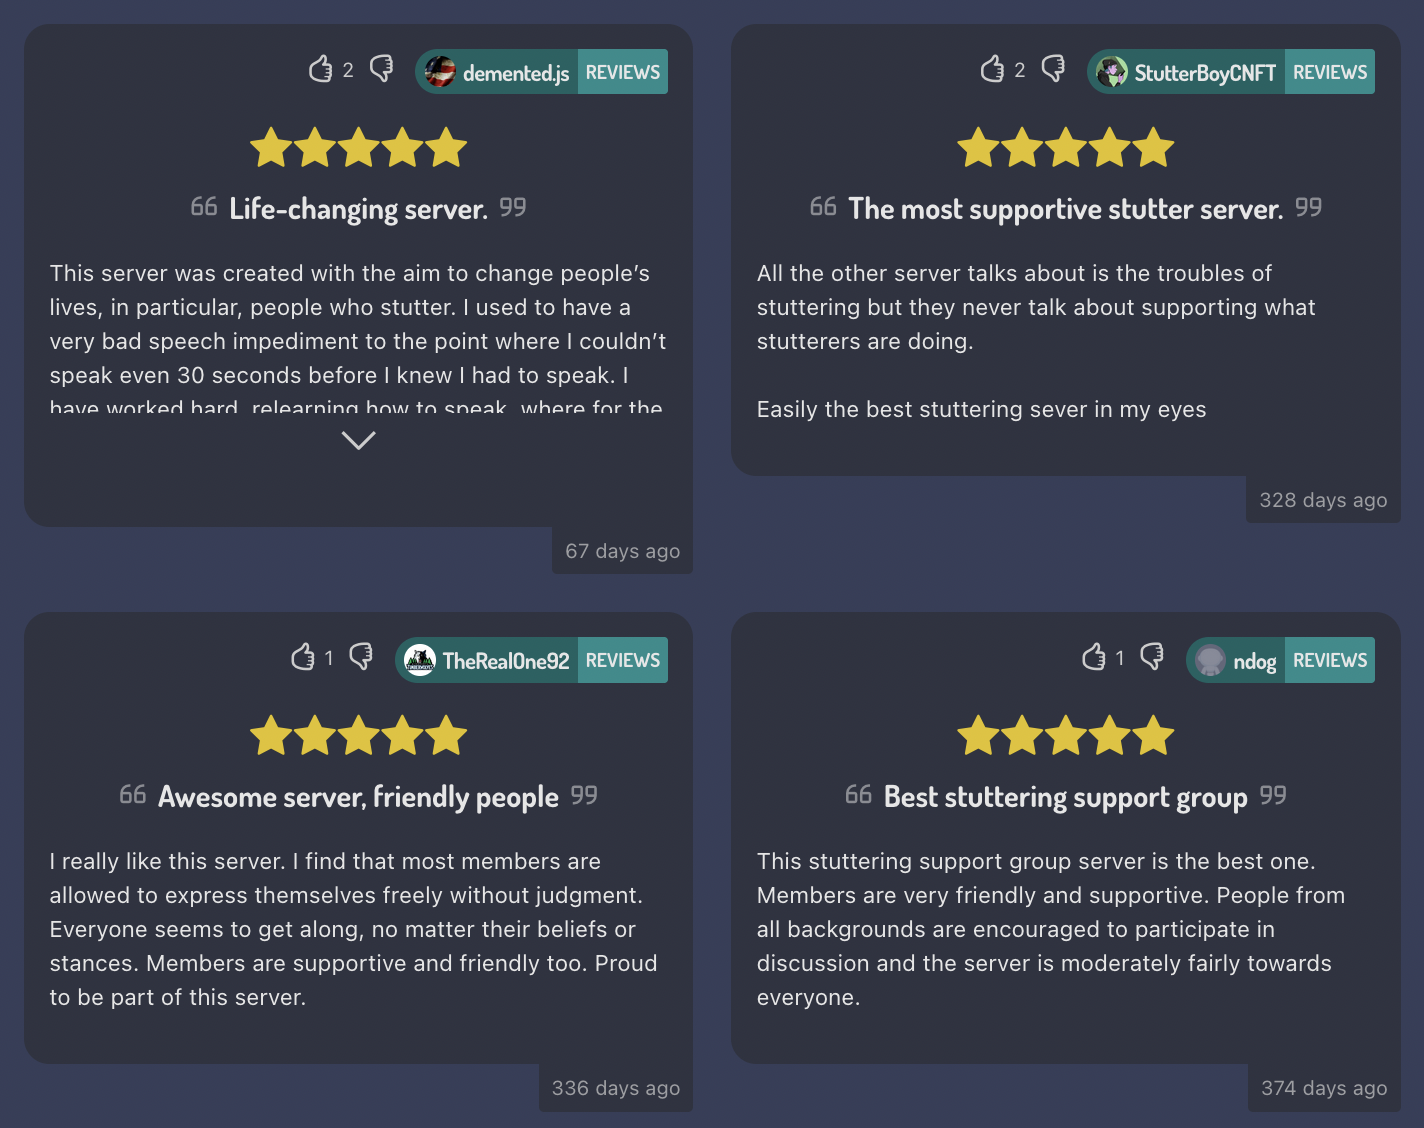 2
demented.js REVIEWS
Life-changing server.
This server was created with the aim to change people's
lives, in particular, people who stutter. I used to have a
very bad speech impediment to the point where I couldn't
speak even 30 seconds before I knew I had to speak. I
have worked hard, relearning how to speak, where for the
67 days ago
2
StutterBoyCNFT REVIEWS
The most supportive stutter server.
All the other server talks about is the troubles of
stuttering but they never talk about supporting what
stutterers are doing.
Easily the best stuttering sever in my eyes
328 days ago
1
TheRealOne92 REVIEWS
Awesome server, friendly people
I really like this server. I find that most members are
allowed to express themselves freely without judgment.
Everyone seems to get along, no matter their beliefs or
stances. Members are supportive and friendly too. Proud
to be part of this server.
336 days ago
1
ndog REVIEWS
Best stuttering support group
This stuttering support group server is the best one.
Members are very friendly and supportive. People from
all backgrounds are encouraged to participate in
discussion and the server is moderately fairly towards
everyone.
374 days ago